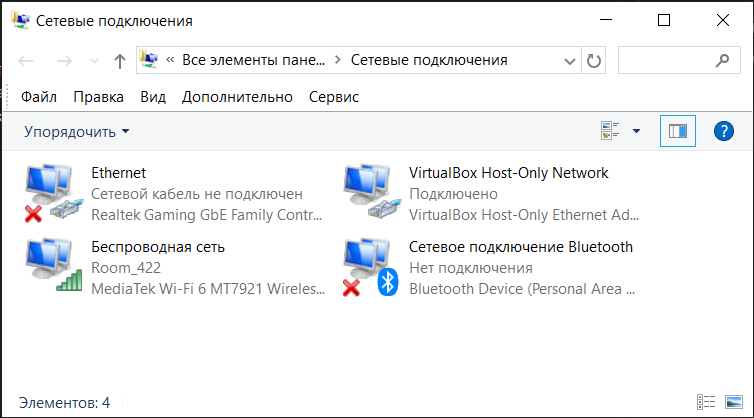 Сетевые подключения
« Все элементы пане... > Сетевые подключения
Файл Правка Вид Дополнительно Сервис
Упорядочить
Ethernet
Сетевой кабель не подключен
Realtek Gaming GbE Family Contr...
VirtualBox Host-Only Network
Подключено
VirtualBox Host-Only Ethernet Ad...
Беспроводная сеть
Room_422
MediaTek Wi-Fi 6 MT7921 Wireles...
Сетевое подключение Bluetooth
Нет подключения
Bluetooth Device (Personal Area ...
Элементов: 4